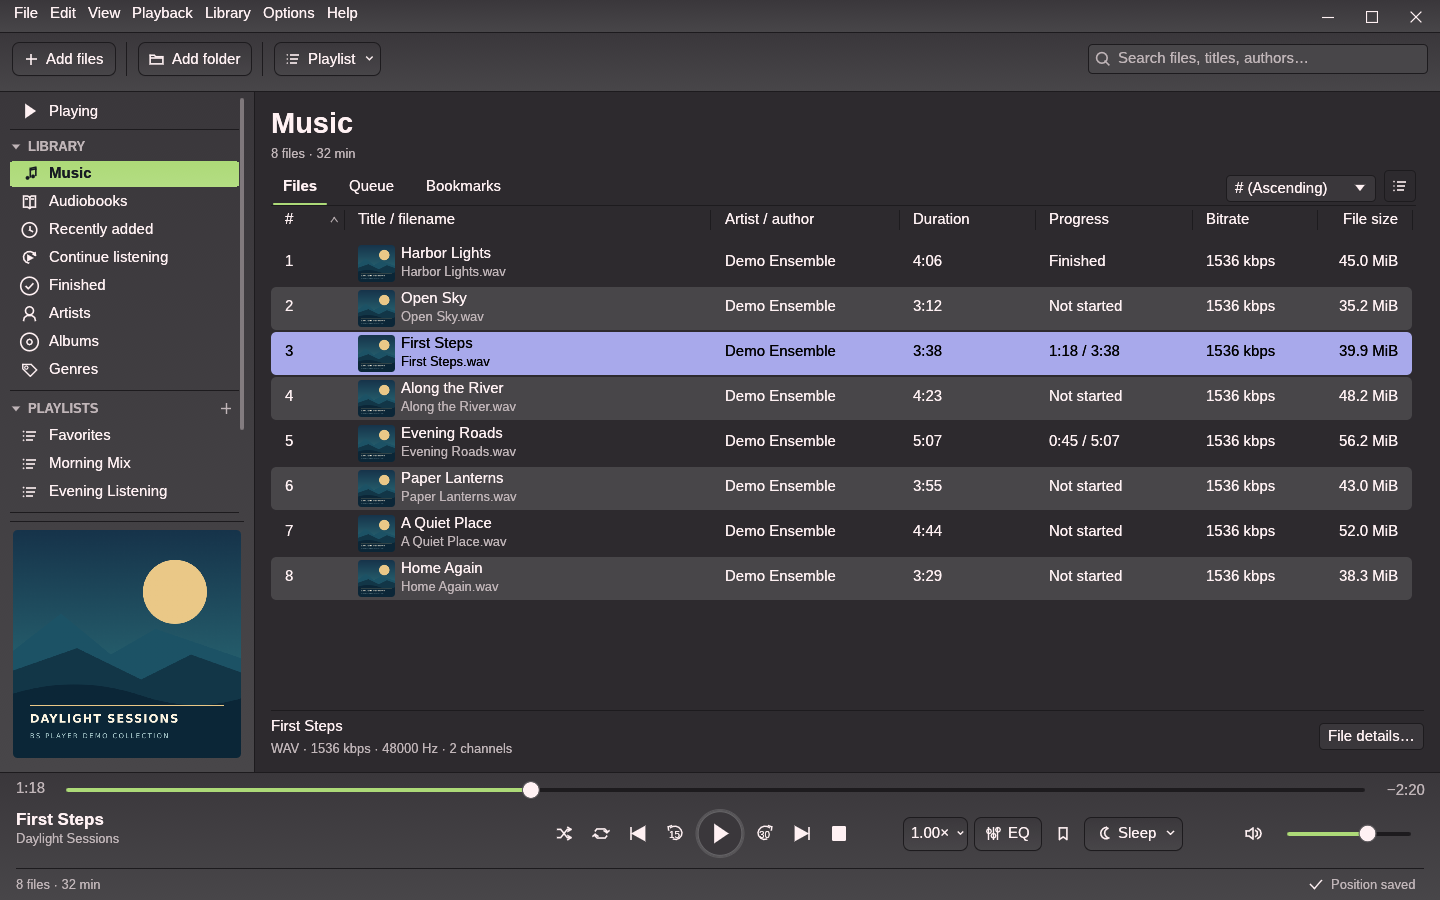 File Edit View Playback Library Options Help
Add files Add folder Playlist Search files, titles, authors…
Playing
LIBRARY
Music
Audiobooks
Recently added
Continue listening
Finished
Artists
Albums
Genres
PLAYLISTS
Favorites
Morning Mix
Evening Listening
DAYLIGHT SESSIONS
BS PLAYER DEMO COLLECTION
Music
8 files · 32 min
Files Queue Bookmarks # (Ascending)
# Title / filename Artist / author Duration Progress Bitrate File size
1 Harbor Lights Demo Ensemble 4:06 Finished 1536 kbps 45.0 MiB
Harbor Lights.wav
2 Open Sky Demo Ensemble 3:12 Not started 1536 kbps 35.2 MiB
Open Sky.wav
3 First Steps Demo Ensemble 3:38 1:18 / 3:38 1536 kbps 39.9 MiB
First Steps.wav
4 Along the River Demo Ensemble 4:23 Not started 1536 kbps 48.2 MiB
Along the River.wav
5 Evening Roads Demo Ensemble 5:07 0:45 / 5:07 1536 kbps 56.2 MiB
Evening Roads.wav
6 Paper Lanterns Demo Ensemble 3:55 Not started 1536 kbps 43.0 MiB
Paper Lanterns.wav
7 A Quiet Place Demo Ensemble 4:44 Not started 1536 kbps 52.0 MiB
A Quiet Place.wav
8 Home Again Demo Ensemble 3:29 Not started 1536 kbps 38.3 MiB
Home Again.wav
First Steps
WAV · 1536 kbps · 48000 Hz · 2 channels
File details…
1:18 −2:20
First Steps
Daylight Sessions
15 30 1.00× EQ Sleep
8 files · 32 min Position saved